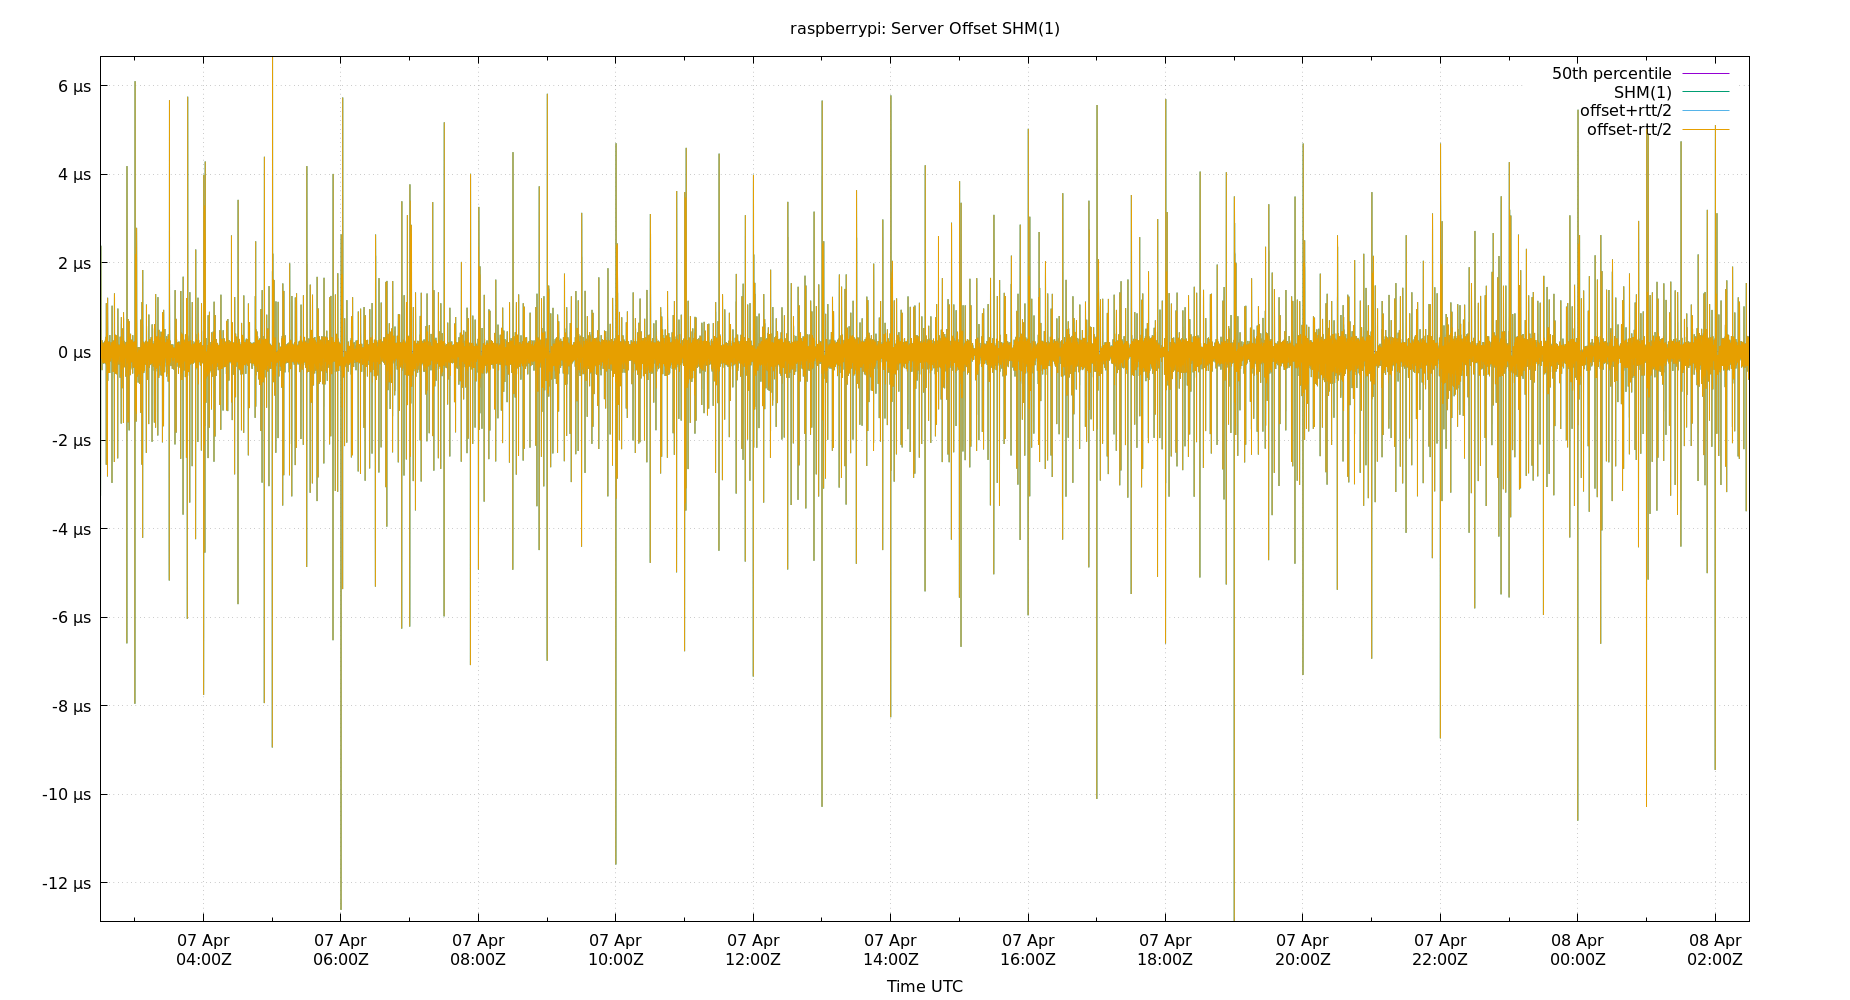 raspberrypi: Server Offset SHM(1)
50th percentile
SHM(1)
offset+rtt/2
offset-rtt/2
6 µs
4 µs
2 µs
0 µs
-2 µs
-4 µs
-6 µs
-8 µs
-10 µs
-12 µs
07 Apr 07 Apr 07 Apr 07 Apr 07 Apr 07 Apr 07 Apr 07 Apr 07 Apr 07 Apr 08 Apr 08 Apr
04:00Z 06:00Z 08:00Z 10:00Z 12:00Z 14:00Z 16:00Z 18:00Z 20:00Z 22:00Z 00:00Z 02:00Z
Time UTC